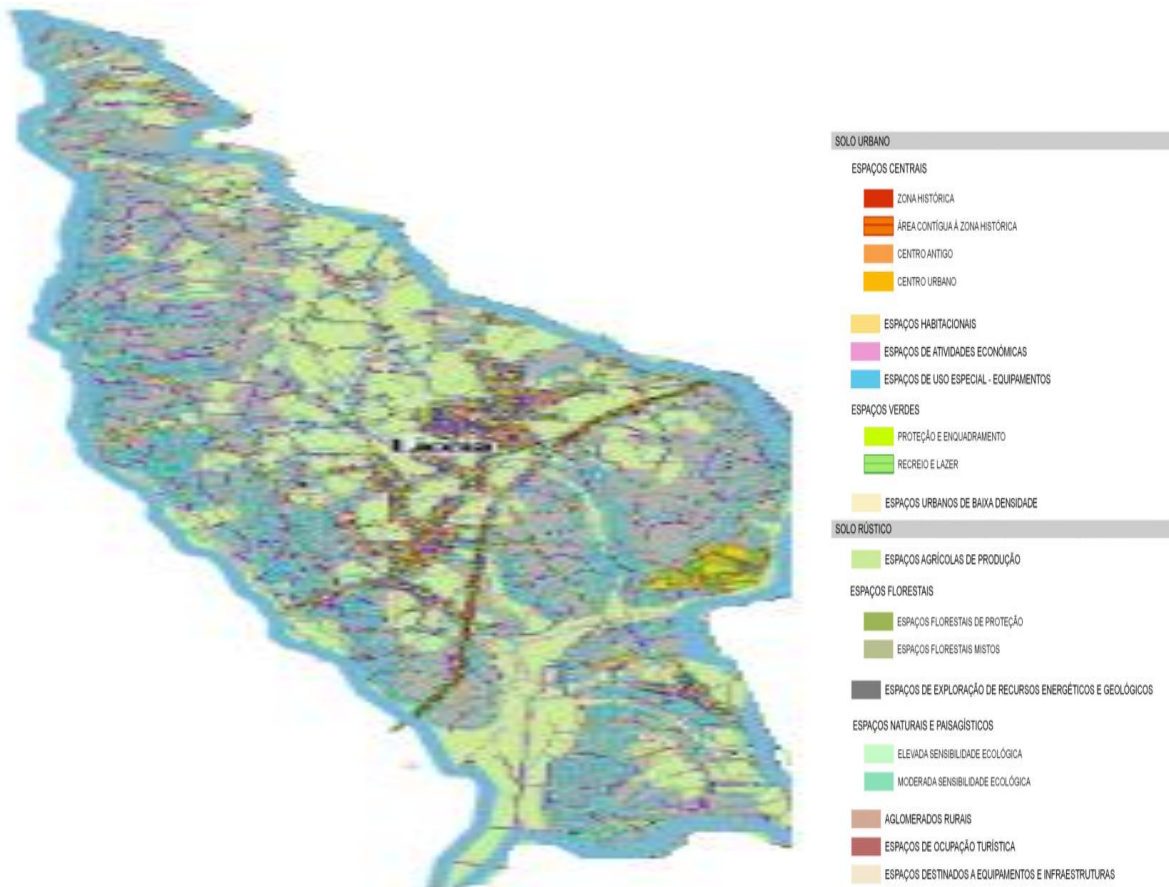 SOLO URBANO
ESPAÇOS CENTRAIS
ZONA HISTÓRICA
ÁREA CONTÍGUA À ZONA HISTÓRICA
CENTRO ANTIGO
CENTRO URBANO
ESPAÇOS HABITACIONAIS
ESPAÇOS DE ATIVIDADES ECONÓMICAS
ESPAÇOS DE USO ESPECIAL - EQUIPAMENTOS
ESPAÇOS VERDES
PROTEÇÃO E ENQUADRAMENTO
RECREIO E LAZER
ESPAÇOS URBANOS DE BAIXA DENSIDADE
SOLO RÚSTICO
ESPAÇOS AGRÍCOLAS DE PRODUÇÃO
ESPAÇOS FLORESTAIS
ESPAÇOS FLORESTAIS DE PROTEÇÃO
ESPAÇOS FLORESTAIS MISTOS
ESPAÇOS DE EXPLORAÇÃO DE RECURSOS ENERGÉTICOS E GEOLÓGICOS
ESPAÇOS NATURAIS E PAISAGÍSTICOS
ELEVADA SENSIBILIDADE ECOLÓGICA
MODERADA SENSIBILIDADE ECOLÓGICA
AGLOMERADOS RURAIS
ESPAÇOS DE OCUPAÇÃO TURÍSTICA
ESPAÇOS DESTINADOS A EQUIPAMENTOS E INFRAESTRUTURAS